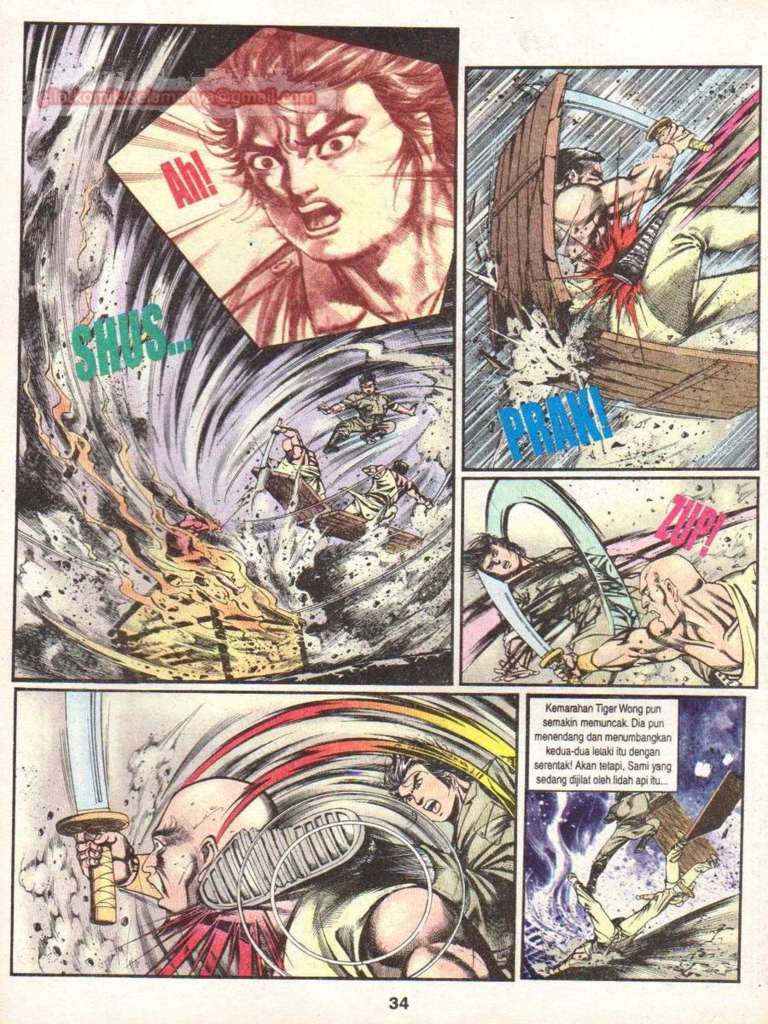 Ah!
SHUS...
PRAK!
ZUP!
Kemarahan Tiger Wong pun
semakin memuncak. Dia pun
menendang dan menumbangkan
kedua-dua lelaki itu dengan
serentak! Akan tetapi, Sami yang
sedang dijilat oleh lidah api itu...
34